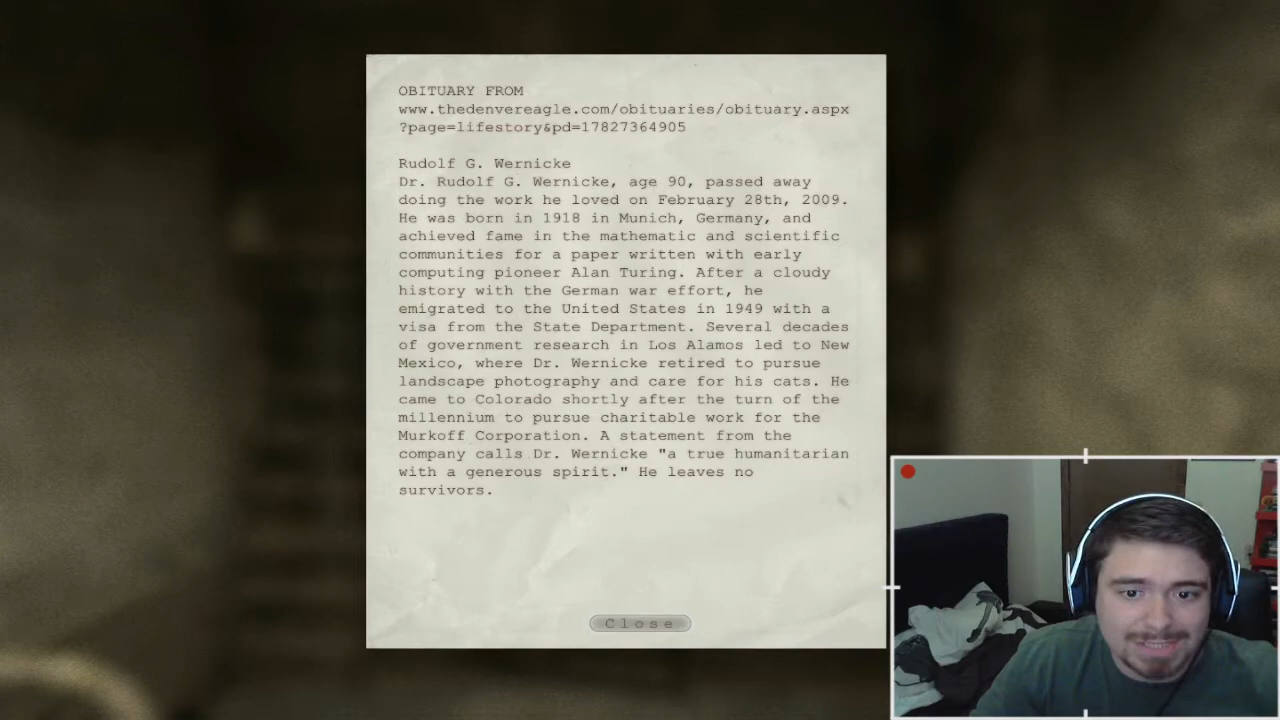 OBITUARY FROM
www.thedenvereagle.com/obituaries/obituary.aspx
?page=lifestory&pd=17827364905
Rudolf G. Wernicke
Dr. Rudolf G. Wernicke, age 90, passed away
doing the work he loved on February 28th, 2009.
He was born in 1918 in Munich, Germany, and
achieved fame in the mathematic and scientific
communities for a paper written with early
computing pioneer Alan Turing. After a cloudy
history with the German war effort, he
emigrated to the United States in 1949 with a
visa from the State Department. Several decades
of government research in Los Alamos led to New
Mexico, where Dr. Wernicke retired to pursue
landscape photography and care for his cats. He
came to Colorado shortly after the turn of the
millennium to pursue charitable work for the
Murkoff Corporation. A statement from the
company calls Dr. Wernicke "a true humanitarian
with a generous spirit." He leaves no
survivors.
Close